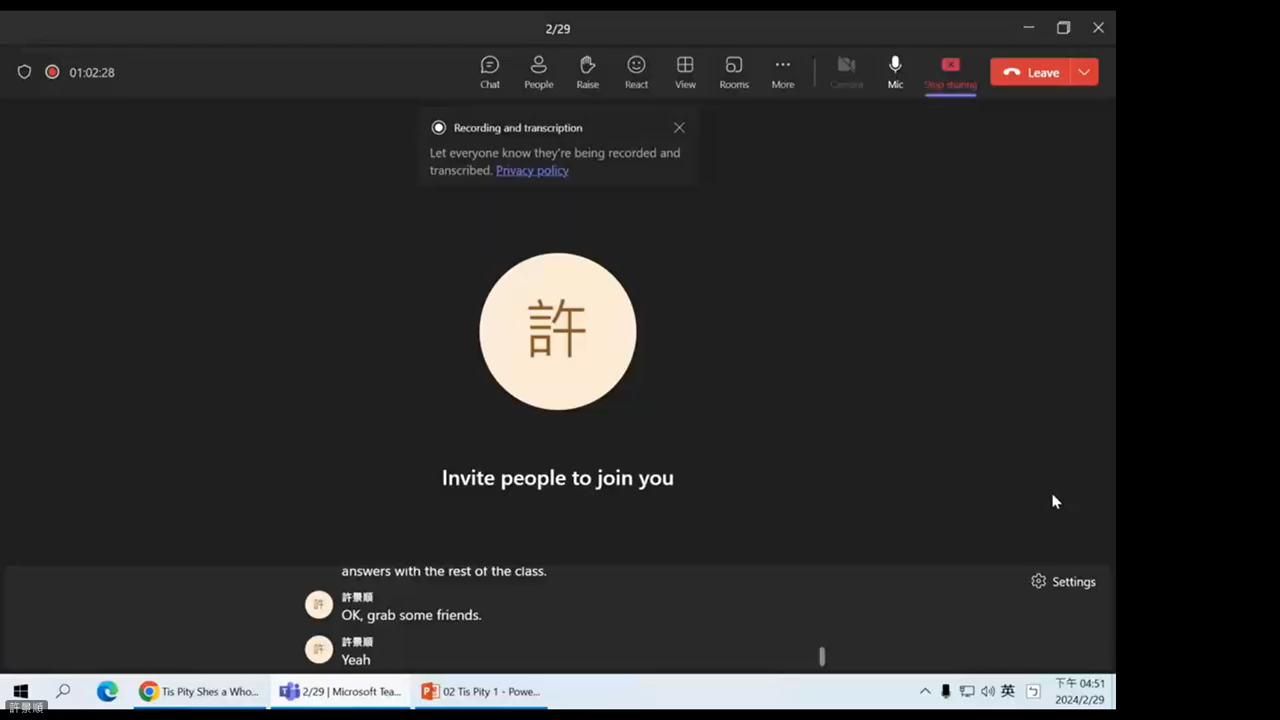 2/29
01:02:28
Chat
People
Raise
React
View
Rooms
More
Camera
Mic
Stop sharing
Leave
Recording and transcription
Let everyone know they're being recorded and
transcribed. Privacy policy
許
Invite people to join you
answers with the rest of the class.
Settings
許景順
許
OK, grab some friends.
許景順
許
Yeah
Tis Pity Shes a Who...
2/29 | Microsoft Tea...
02 Tis Pity 1 - Powe...
英
下午 04:51
2024/2/29
許景順